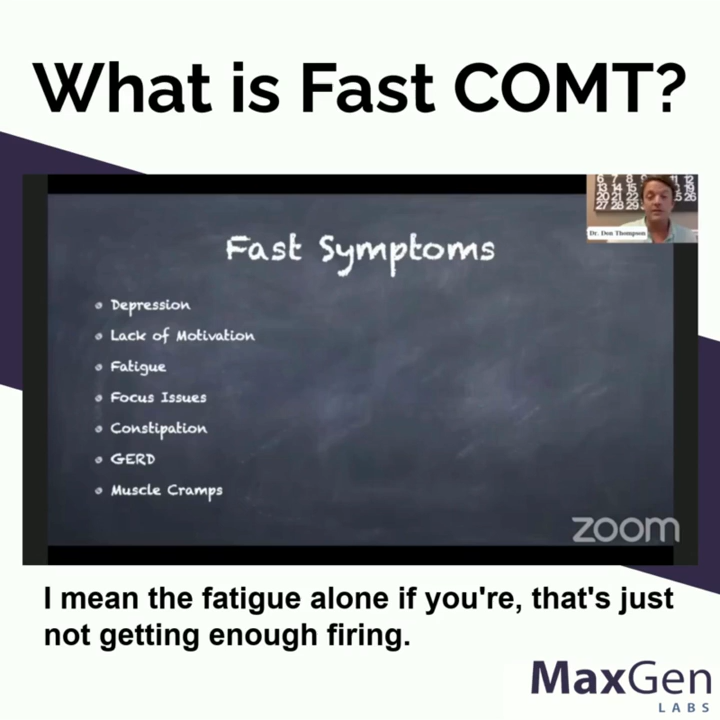 What is Fast COMT?
Dr. Don Thompson
Fast Symptoms
Depression
Lack of Motivation
Fatigue
Focus Issues
Constipation
GERD
Muscle Cramps
zoom
I mean the fatigue alone if you're, that's just
not getting enough firing.
MaxGen
LABS